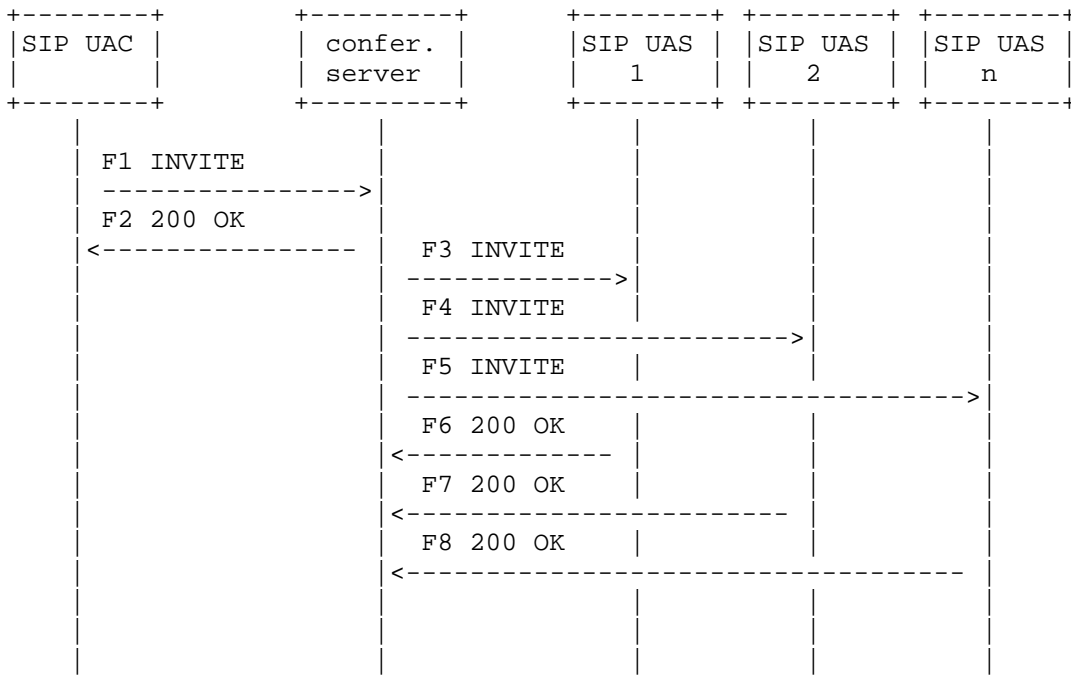 SIP UAC confer. SIP UAS SIP UAS SIP UAS
server 1 2 n
F1 INVITE
F2 200 OK
F3 INVITE
F4 INVITE
F5 INVITE
F6 200 OK
F7 200 OK
F8 200 OK